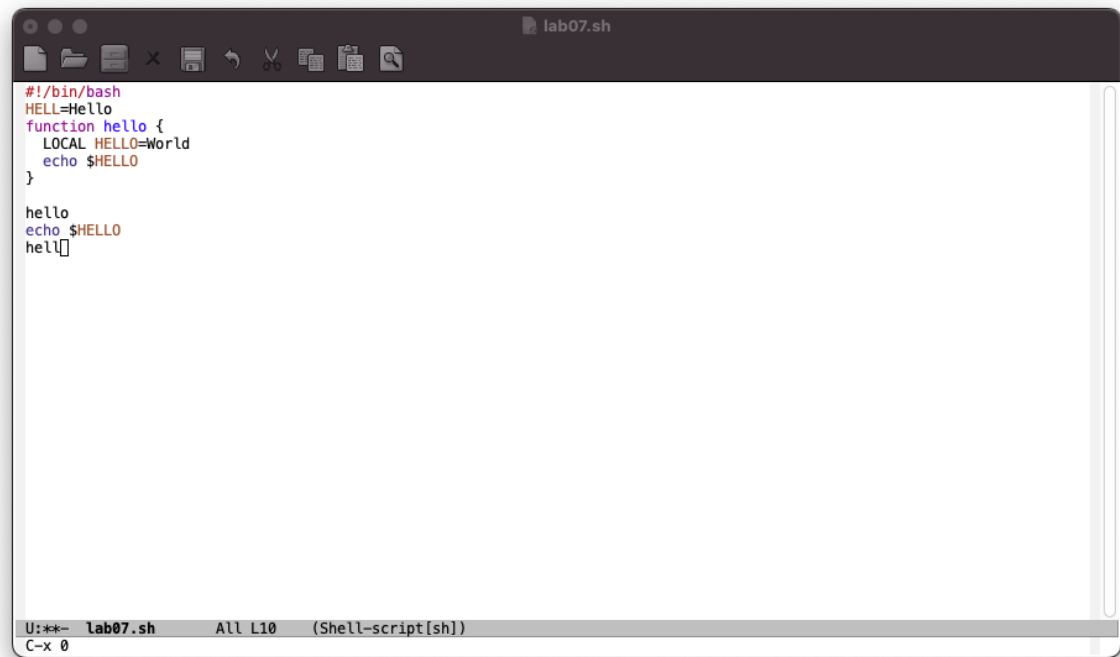 lab07.sh
#!/bin/bash
HELL=Hello
function hello {
  LOCAL HELLO=World
  echo $HELLO
}
hello
echo $HELLO
hell
U:**-  lab07.sh      All L10    (Shell-script[sh])
C-x 0